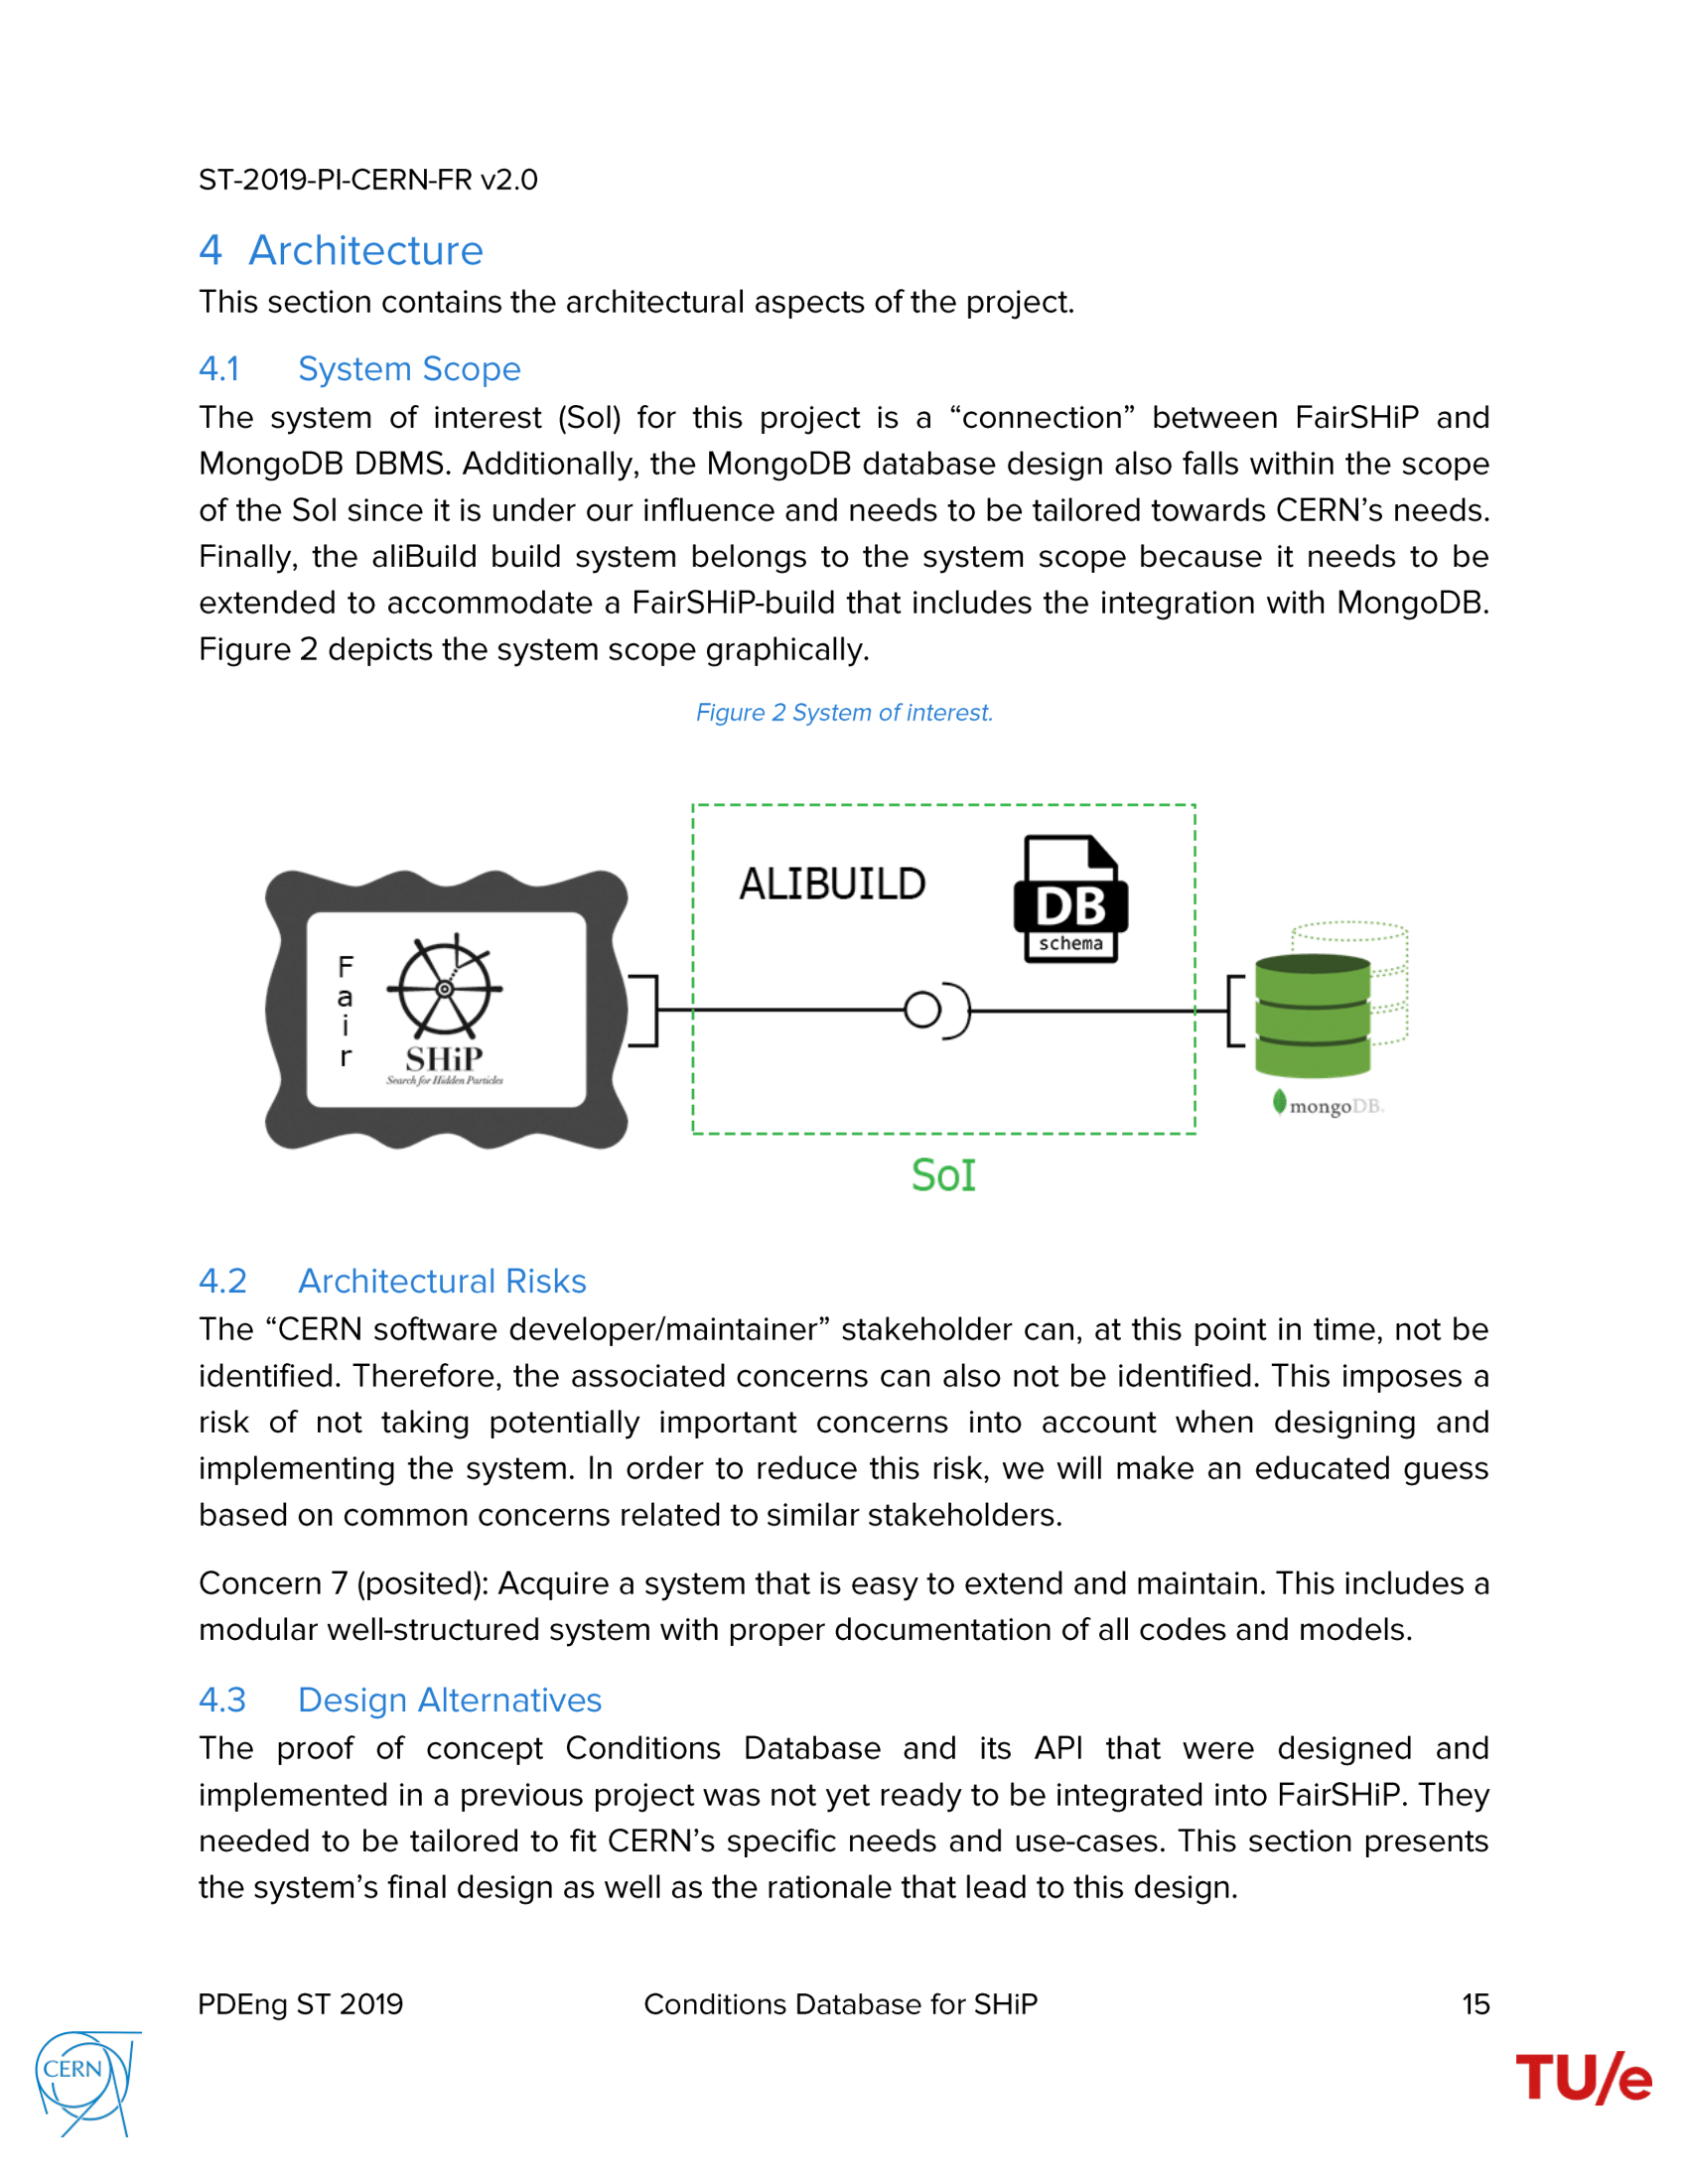 ST-2019-PI-CERN-FR v2.0
4 Architecture
This section contains the architectural aspects of the project.
4.1 System Scope
The system of interest (SoI) for this project is a “connection” between FairSHiP and
MongoDB DBMS. Additionally, the MongoDB database design also falls within the scope
of the SoI since it is under our influence and needs to be tailored towards CERN’s needs.
Finally, the aliBuild build system belongs to the system scope because it needs to be
extended to accommodate a FairSHiP-build that includes the integration with MongoDB.
Figure 2 depicts the system scope graphically.
Figure 2 System of interest.
ALIBUILD
DB
schema
Fair
SHiP
Search for Hidden Particles
mongoDB.
SoI
4.2 Architectural Risks
The “CERN software developer/maintainer” stakeholder can, at this point in time, not be
identified. Therefore, the associated concerns can also not be identified. This imposes a
risk of not taking potentially important concerns into account when designing and
implementing the system. In order to reduce this risk, we will make an educated guess
based on common concerns related to similar stakeholders.
Concern 7 (posited): Acquire a system that is easy to extend and maintain. This includes a
modular well-structured system with proper documentation of all codes and models.
4.3 Design Alternatives
The proof of concept Conditions Database and its API that were designed and
implemented in a previous project was not yet ready to be integrated into FairSHiP. They
needed to be tailored to fit CERN’s specific needs and use-cases. This section presents
the system’s final design as well as the rationale that lead to this design.
PDEng ST 2019 Conditions Database for SHiP 15
CERN
TU/e